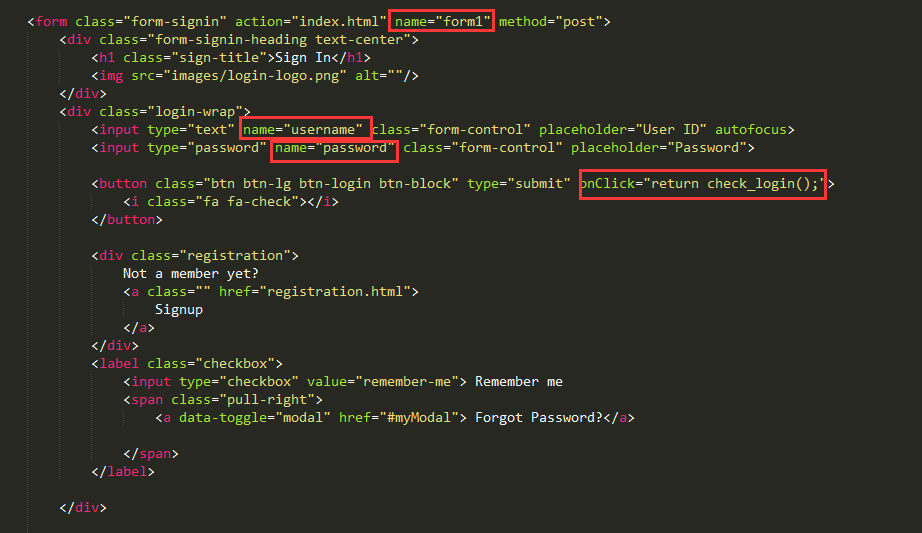 <form class="form-signin" action="index.html" name="form1" method="post">
<div class="form-signin-heading text-center">
<h1 class="sign-title">Sign In</h1>
<img src="images/login-logo.png" alt=""/>
</div>
<div class="login-wrap">
<input type="text" name="username" class="form-control" placeholder="User ID" autofocus>
<input type="password" name="password" class="form-control" placeholder="Password">
<button class="btn btn-lg btn-login btn-block" type="submit" onClick="return check_login();">
<i class="fa fa-check"></i>
</button>
<div class="registration">
Not a member yet?
<a class="" href="registration.html">
Signup
</a>
</div>
<label class="checkbox">
<input type="checkbox" value="remember-me"> Remember me
<span class="pull-right">
<a data-toggle="modal" href="#myModal"> Forgot Password?</a>
</span>
</label>
</div>